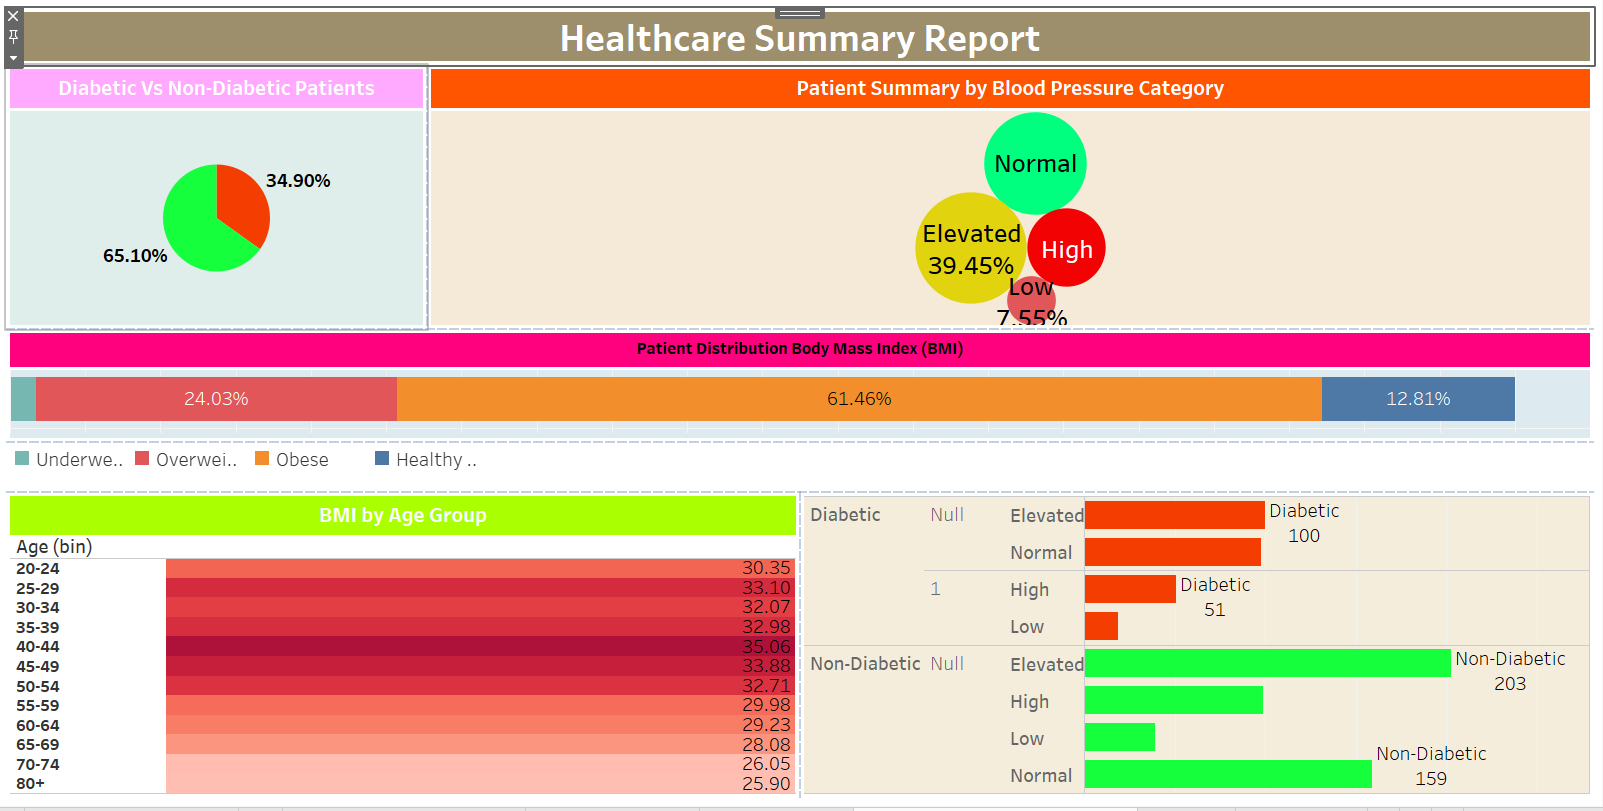 Healthcare Summary Report
Diabetic Vs Non-Diabetic Patients
Patient Summary by Blood Pressure Category
34.90%
65.10%
Normal
Elevated
39.45%
High
Low
7.55%
Patient Distribution Body Mass Index (BMI)
24.03%
61.46%
12.81%
Underwe..
Overwei..
Obese
Healthy ..
BMI by Age Group
Age (bin)
20-24 30.35
25-29 33.10
30-34 32.07
35-39 32.98
40-44 35.06
45-49 33.88
50-54 32.71
55-59 29.98
60-64 29.23
65-69 28.08
70-74 26.05
80+ 25.90
Diabetic Null Elevated Diabetic
100
Normal
1 High Diabetic
51
Low
Non-Diabetic Null Elevated Non-Diabetic
203
High
Low
Normal Non-Diabetic
159